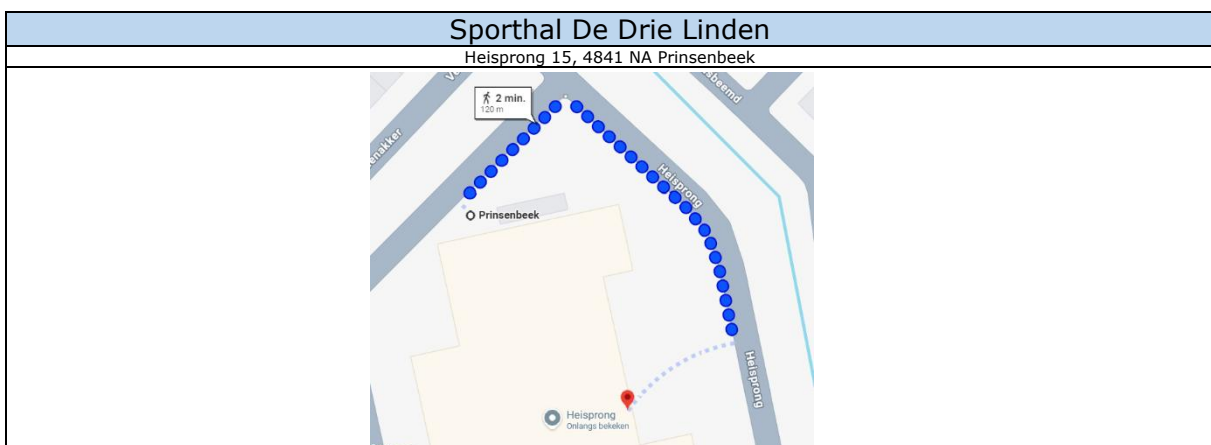 Sporthal De Drie Linden
Heisprong 15, 4841 NA Prinsenbeek
2 min.
120 m
Heisprong
Prinsenbeek
Heisprong
Heisprong
Onlangs bekeken